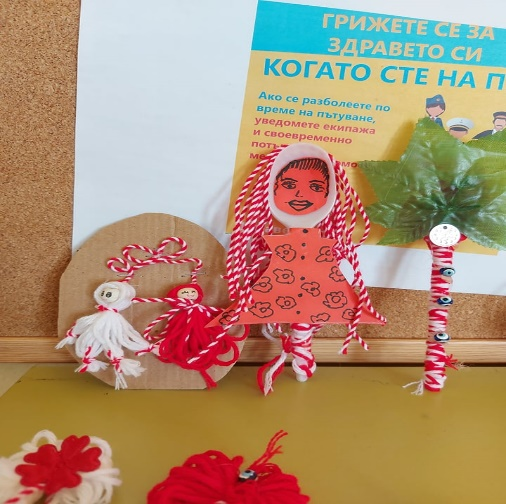 ГРИЖЕТЕ СЕ ЗА
ЗДРАВЕТО СИ
КОГАТО СТЕ НА П
Ако се разболеете по
време на пътуване,
уведомете екипажа
и своевременно